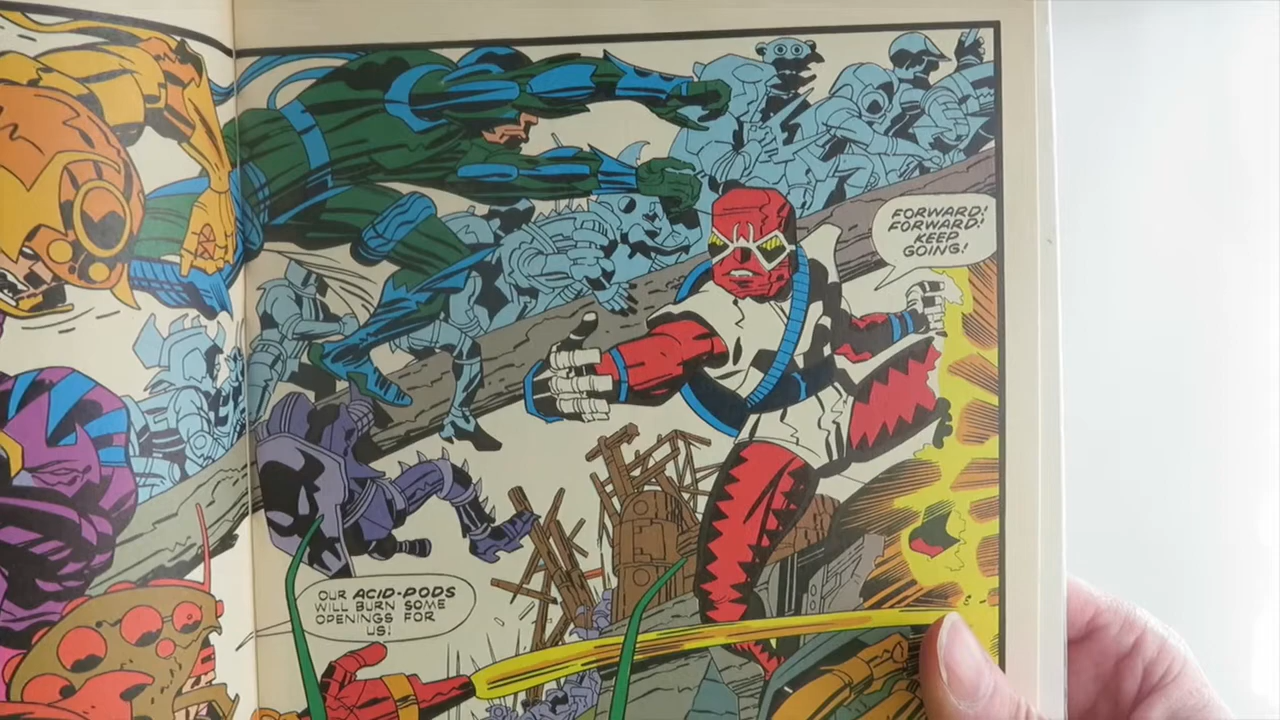 FORWARD!
FORWARD!
KEEP
GOING!
OUR ACID-PODS
WILL BURN SOME
OPENINGS FOR
US!